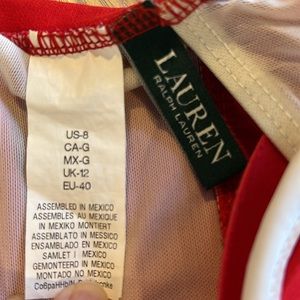 US-8
CA-G
MX-G
UK-12
EU-40
ASSEMBLED IN MEXICO
ASSEMBLÉ AU MEXIQUE
IN MEXIKO MONTIERT
ASSEMBLATO IN MESSICO
ENSAMBLADO EN MEXICO
SAMLET I MEXICO
GEMONTEERD IN MEXICO
MONTADO NO MEXICO
LAUREN
RALPH LAUREN